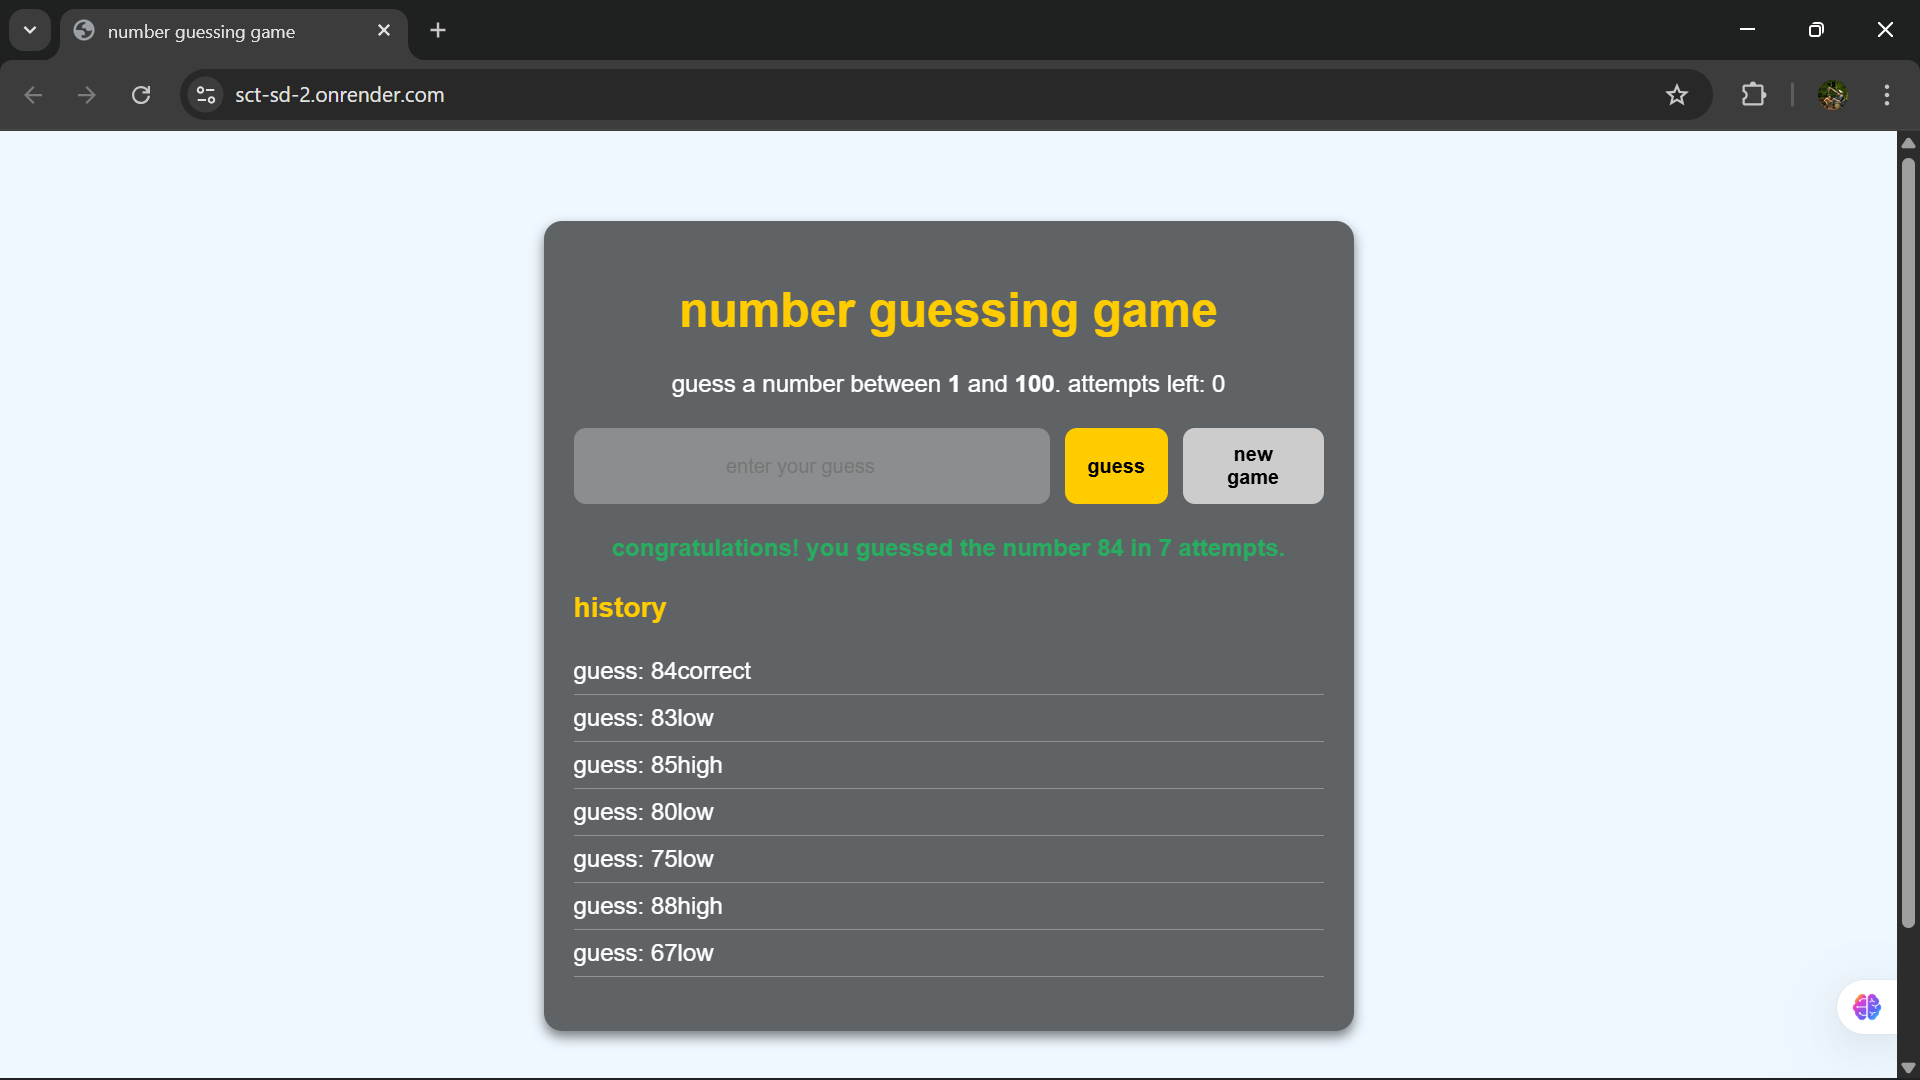 number guessing game
sct-sd-2.onrender.com
number guessing game
guess a number between 1 and 100. attempts left: 0
enter your guess
guess
new
game
congratulations! you guessed the number 84 in 7 attempts.
history
guess: 84correct
guess: 83low
guess: 85high
guess: 80low
guess: 75low
guess: 88high
guess: 67low